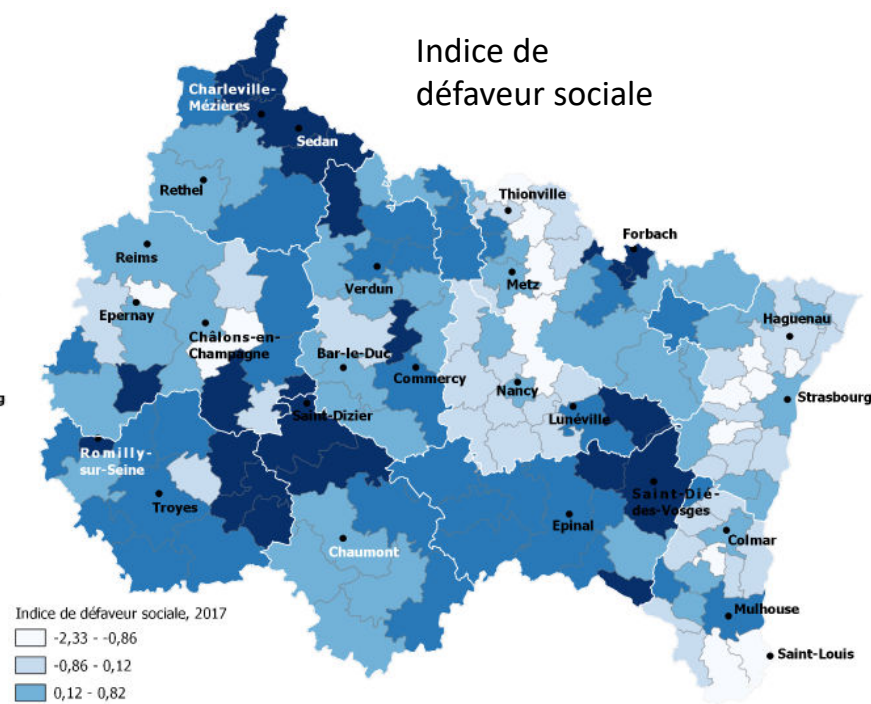 Indice de
défaveur sociale
Charleville-
Mézières
Sedan
Rethel
Thionville
Forbach
Reims
Verdun
Metz
Epernay
Haguenau
Châlons-en-
Champagne
Bar-le-Duc
Commercy
Nancy
Strasbourg
g
Saint-Dizier
Lunéville
Romilly-
sur-Seine
Troyes
Saint-Dié-
des-Vosges
Epinal
Chaumont
Colmar
Mulhouse
Saint-Louis
Indice de défaveur sociale, 2017
-2,33 - -0,86
-0,86 - 0,12
0,12 - 0,82